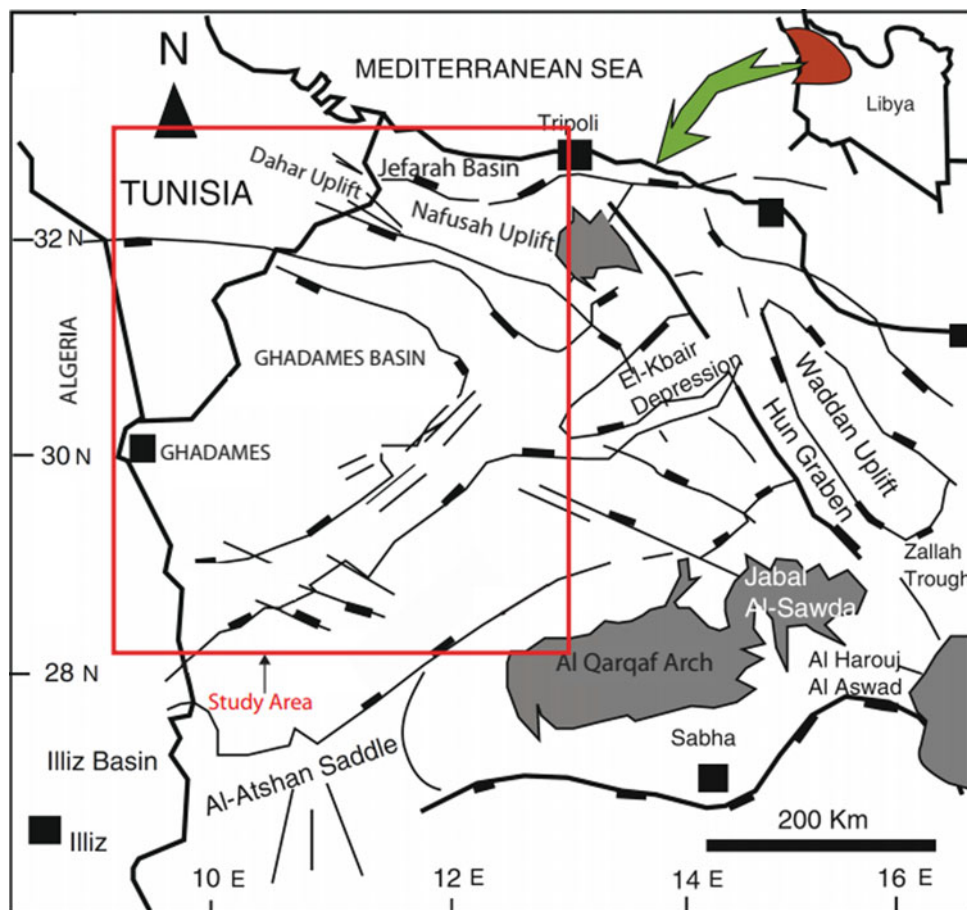 N
MEDITERRANEAN SEA
Libya
Tripoli
Jefarah Basin
Dahar Uplift
TUNISIA
Nafusah Uplift
32 N
ALGERIA
GHADAMES BASIN
El-Kbair
Depression
Waddan Uplift
Hun Graben
30 N
GHADAMES
Zallah
Trough
Jabal
Al-Sawda
Al Qarqaf Arch
28 N
Al Harouj
Al Aswad
Study Area
Sabha
Illiz Basin
Al-Atshan Saddle
200 Km
Illiz
10 E
12 E
14 E
16 E